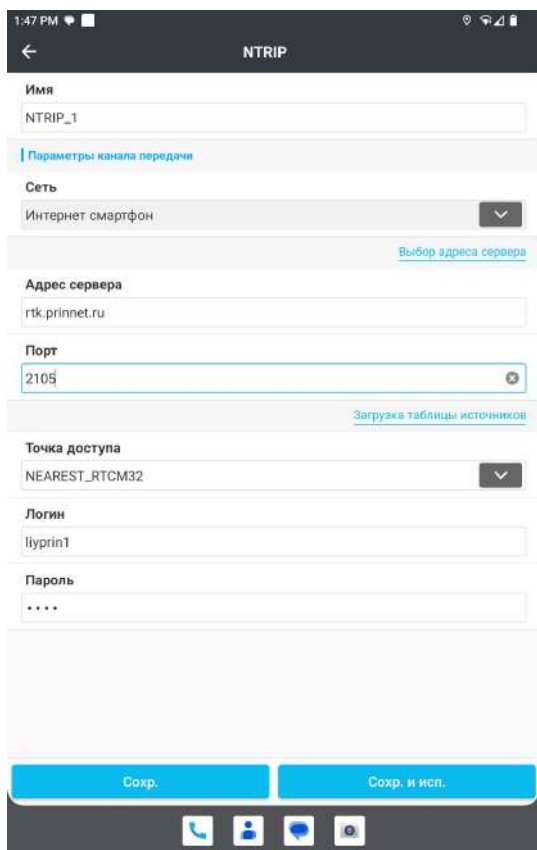 1:47 PM
NTRIP
Имя
NTRIP_1
Параметры канала передачи
Сеть
Интернет смартфон
Выбор адреса сервера
Адрес сервера
rtk.prinnet.ru
Порт
2105
Загрузка таблицы источников
Точка доступа
NEAREST_RTCM32
Логин
liyprin1
Пароль
••••
Сохр.
Сохр. и исп.